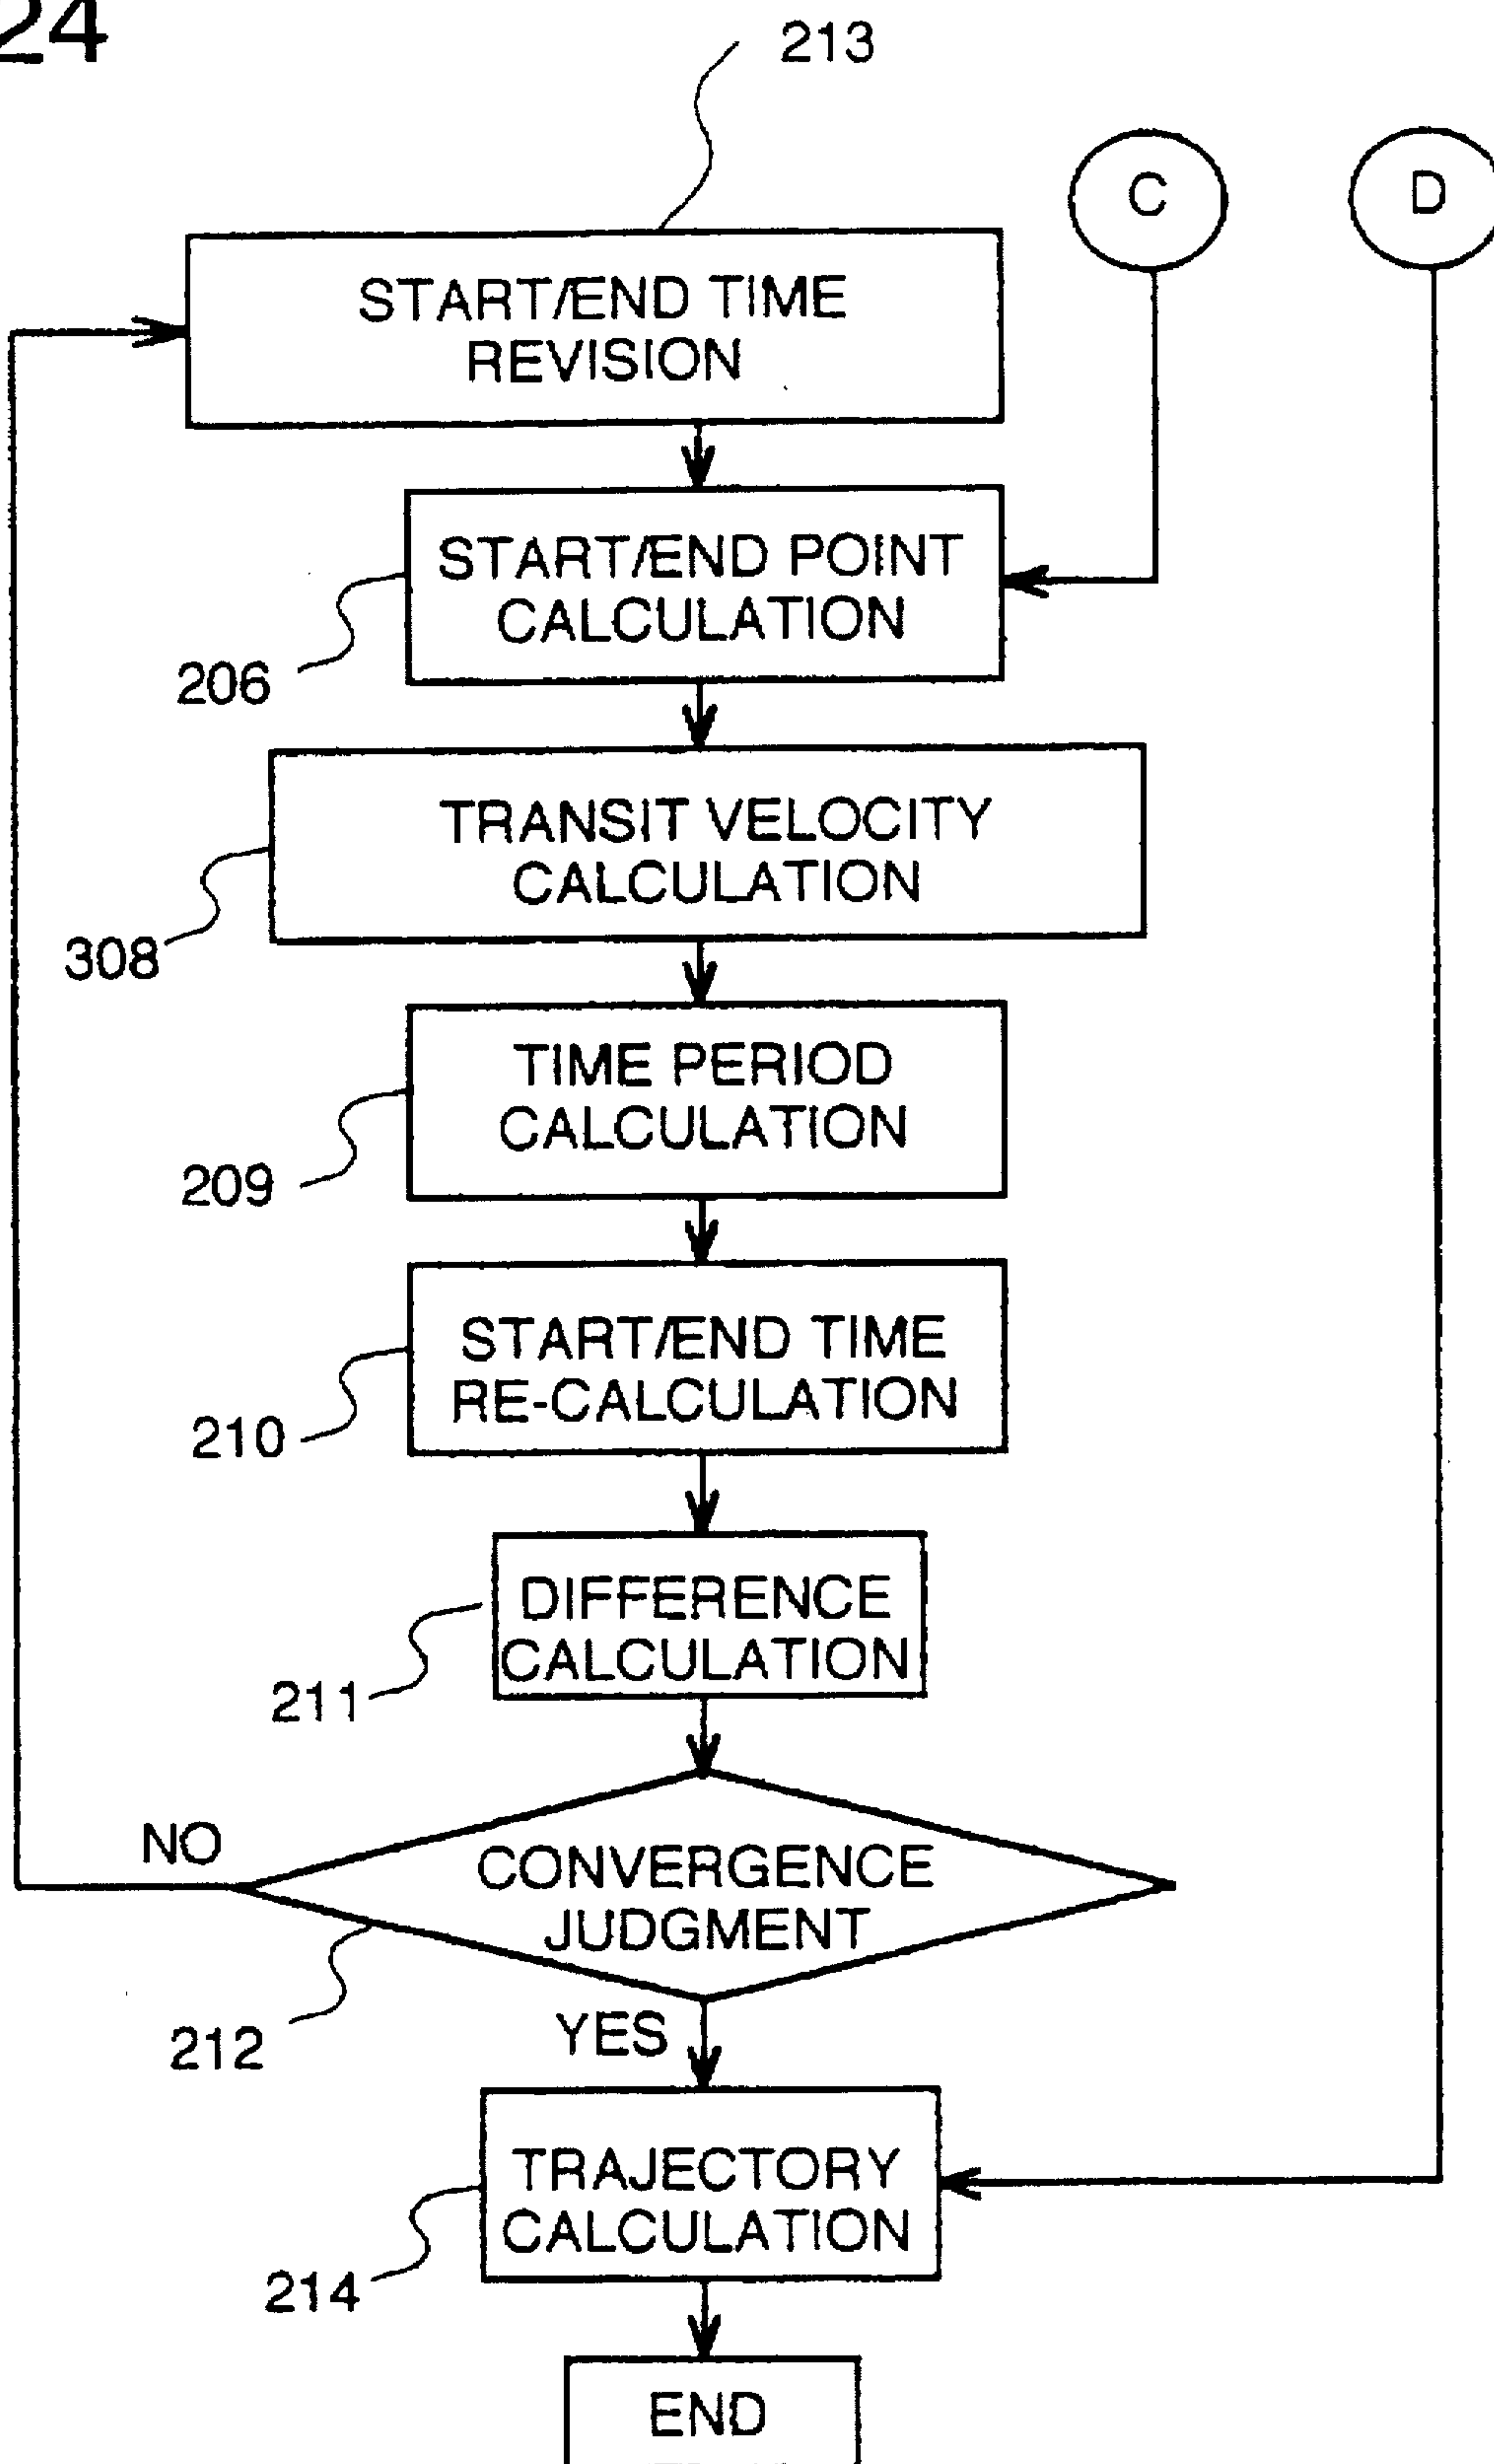 24
213
C
D
START/END TIME
REVISION
START/END POINT
CALCULATION
206
TRANSIT VELOCITY
CALCULATION
308
TIME PERIOD
CALCULATION
209
START/END TIME
RE-CALCULATION
210
DIFFERENCE
CALCULATION
211
NO
CONVERGENCE
JUDGMENT
212
YES
TRAJECTORY
CALCULATION
214
END